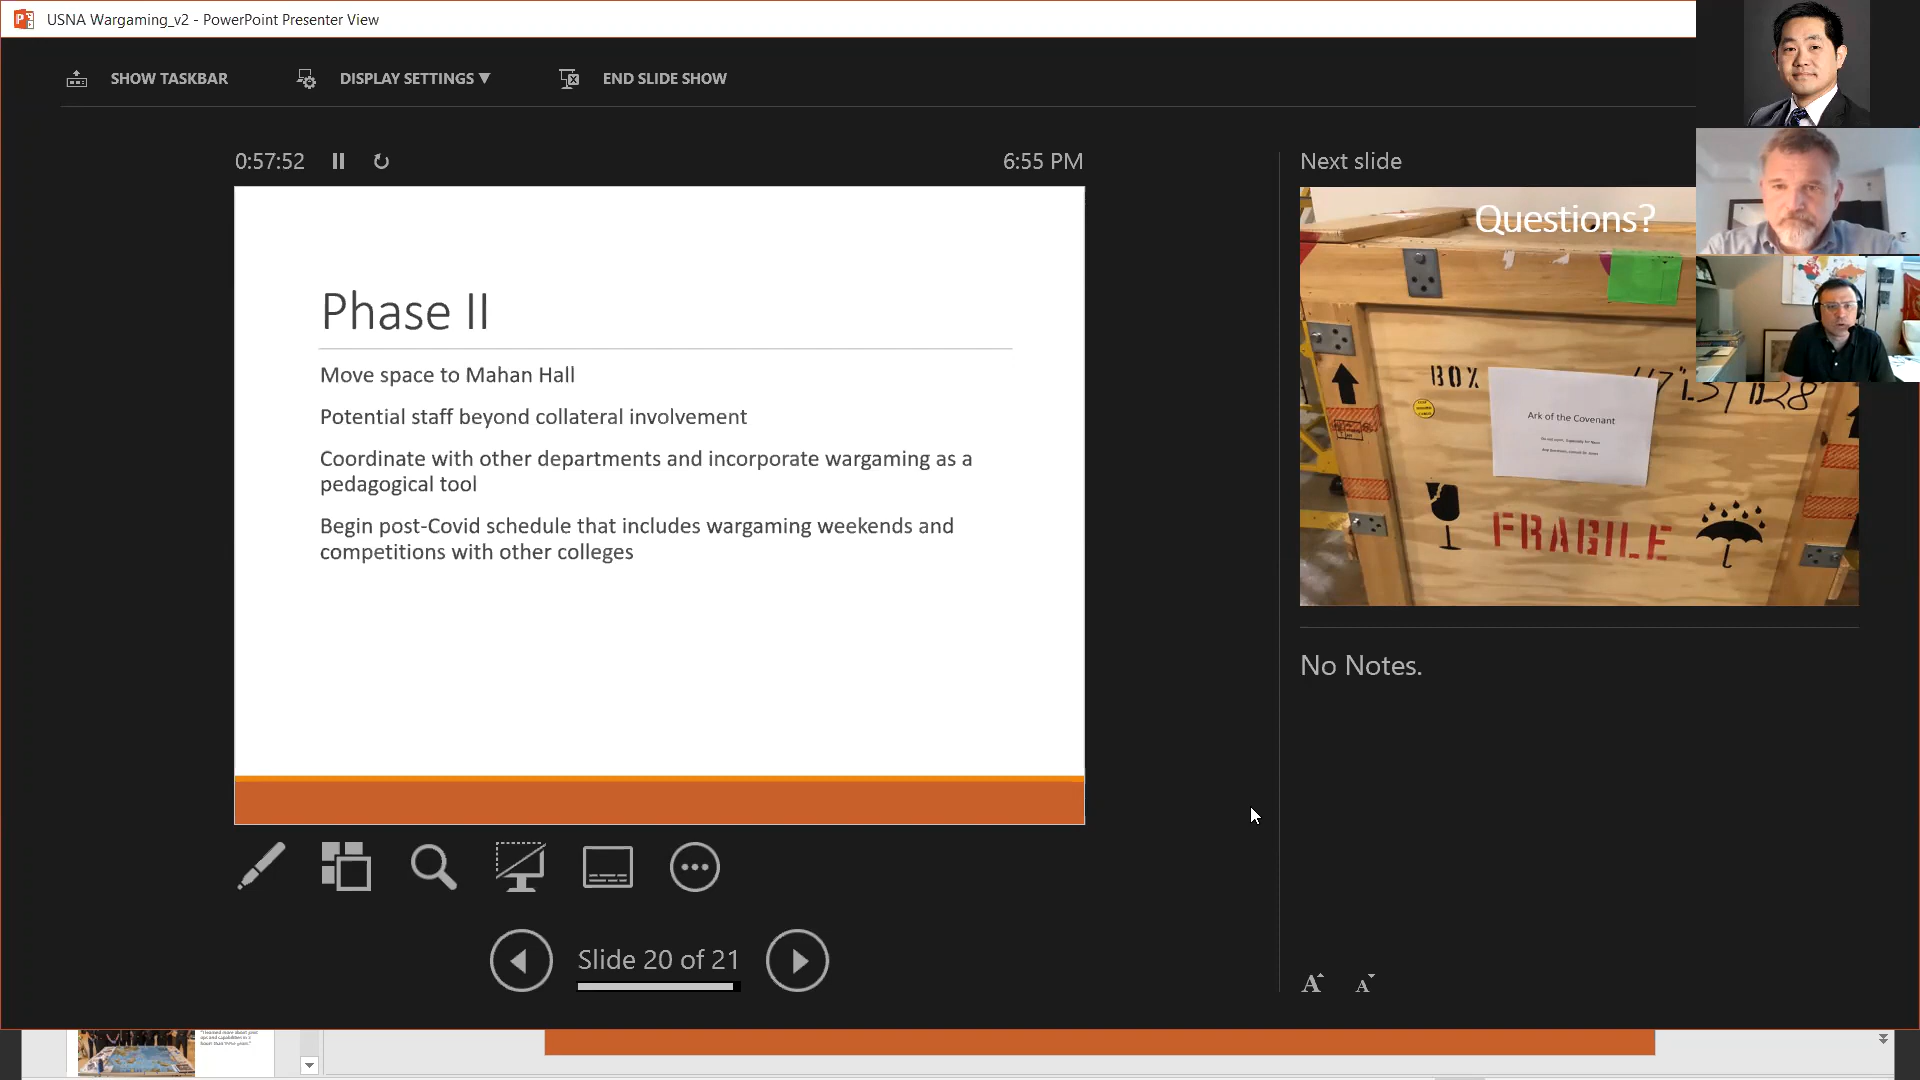 USNA Wargaming_v2 - PowerPoint Presenter View
SHOW TASKBAR
DISPLAY SETTINGS ▼
END SLIDE SHOW
0:57:52
6:55 PM
Next slide
Phase II
Move space to Mahan Hall
Potential staff beyond collateral involvement
Coordinate with other departments and incorporate wargaming as a
pedagogical tool
Begin post-Covid schedule that includes wargaming weekends and
competitions with other colleges
Questions?
BOX
Ark of the Covenant
FRAGILE
No Notes.
Slide 20 of 21
A
A